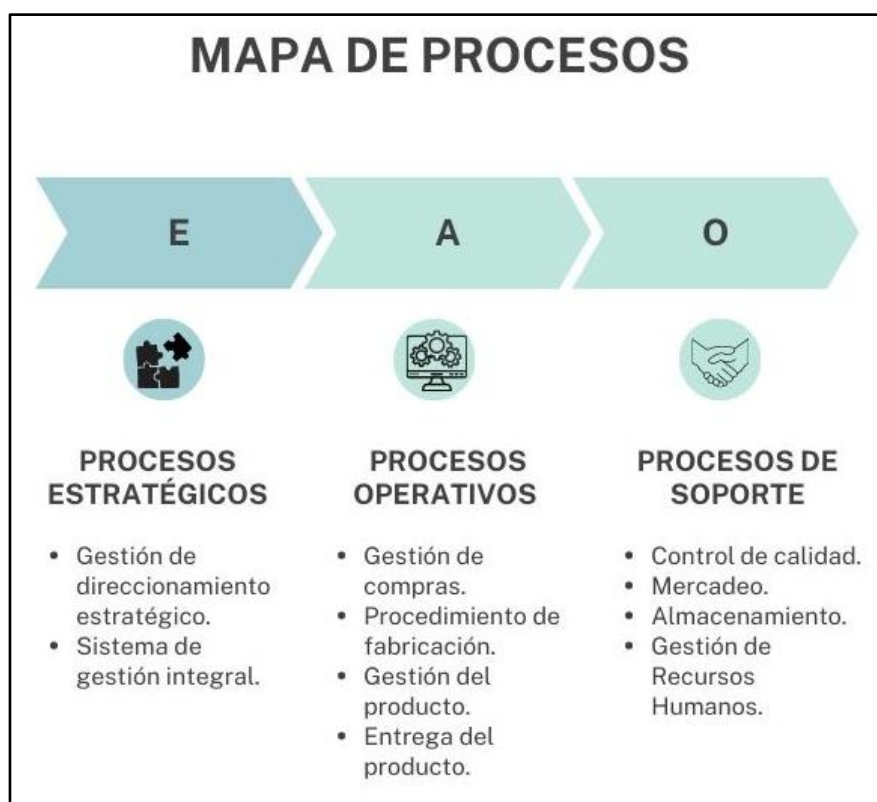 MAPA DE PROCESOS
E
A
O
PROCESOS
ESTRATÉGICOS
• Gestión de
direccionamiento
estratégico.
• Sistema de
gestión integral.
PROCESOS
OPERATIVOS
• Gestión de
compras.
• Procedimiento de
fabricación.
• Gestión del
producto.
• Entrega del
producto.
PROCESOS DE
SOPORTE
• Control de calidad.
• Mercadeo.
• Almacenamiento.
• Gestión de
Recursos
Humanos.